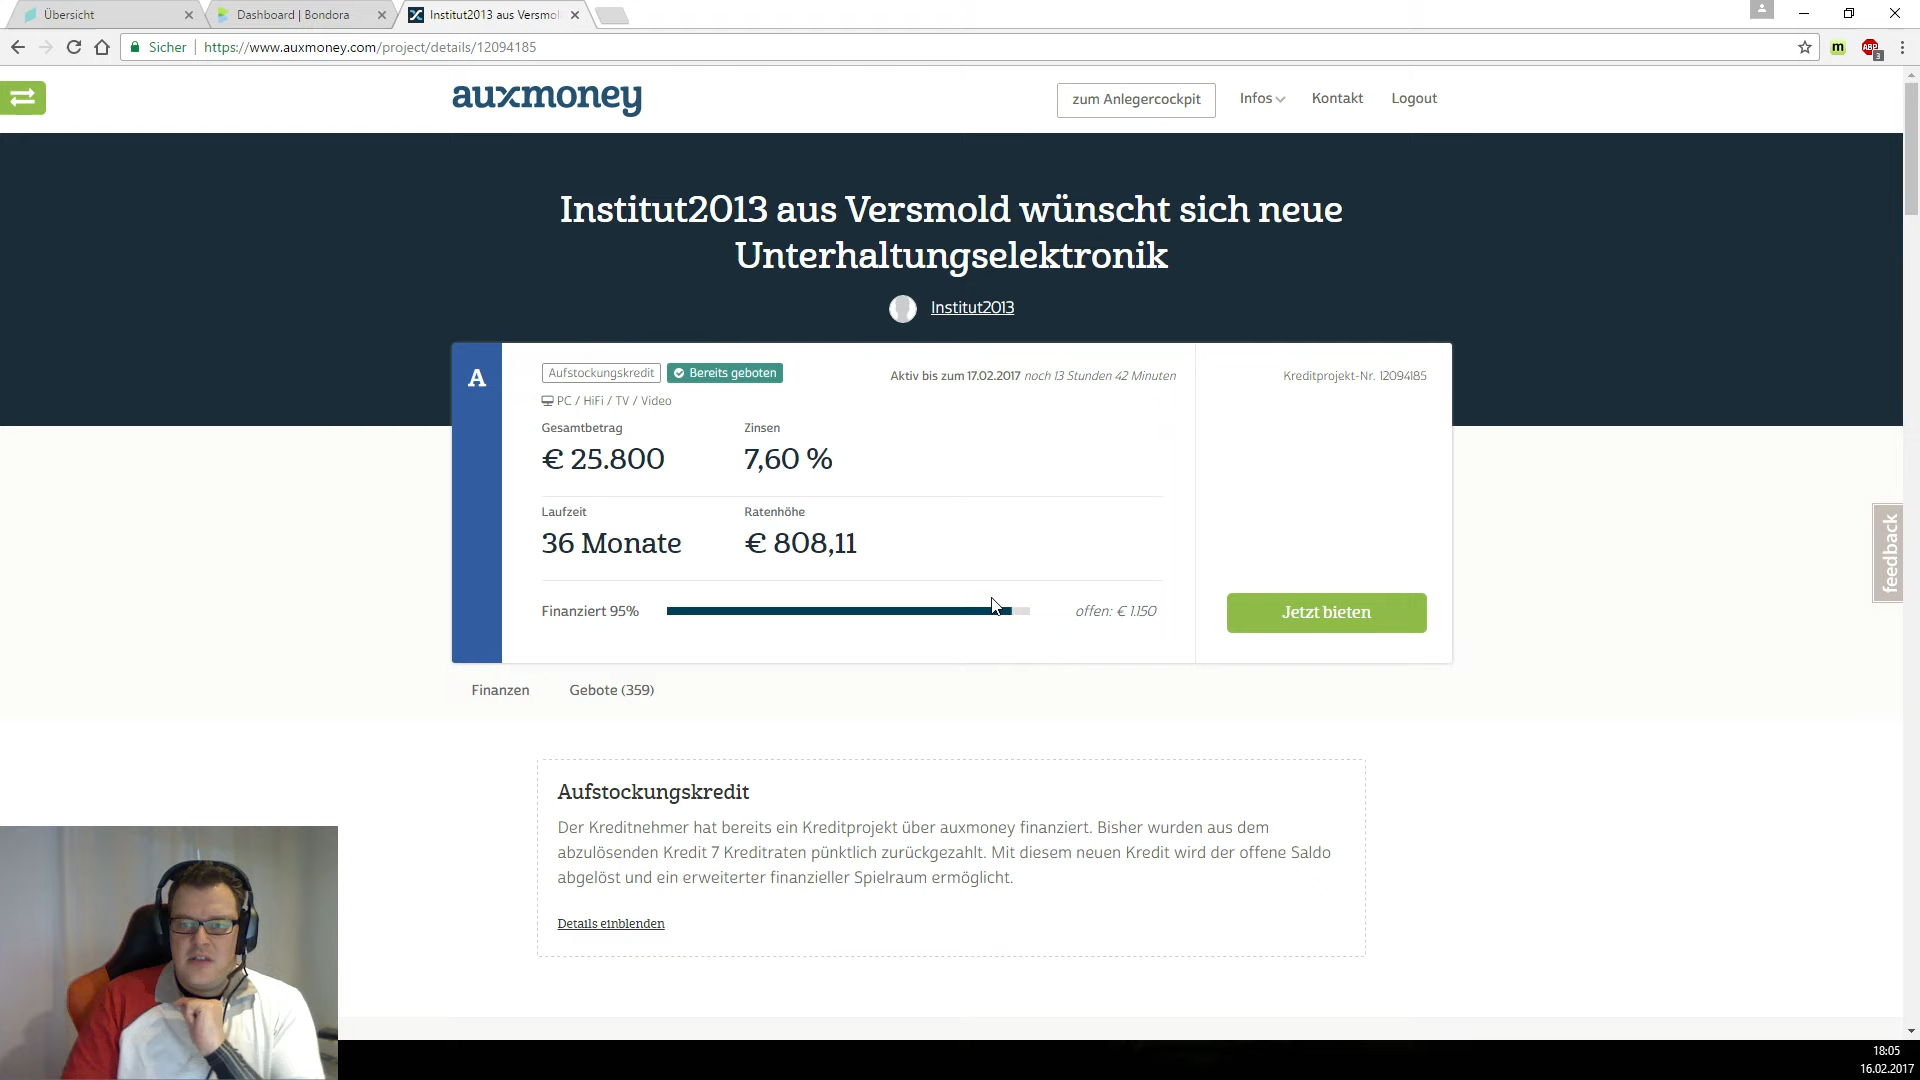 Übersicht
Dashboard | Bondora
Institut2013 aus Versmol
Sicher
https://www.auxmoney.com/project/details/12094185
m
ABP
3
auxmoney
zum Anlegercockpit
Infos
Kontakt
Logout
Institut2013 aus Versmold wünscht sich neue
Unterhaltungselektronik
Institut2013
A
Aufstockungskredit
Bereits geboten
Aktiv bis zum 17.02.2017 noch 13 Stunden 42 Minuten
Kreditprojekt-Nr. 12094185
PC / HiFi / TV / Video
Gesamtbetrag
Zinsen
€ 25.800
7,60 %
Laufzeit
Ratenhöhe
36 Monate
€ 808,11
Finanziert 95%
offen: € 1.150
Jetzt bieten
feedback
Finanzen
Gebote (359)
Aufstockungskredit
Der Kreditnehmer hat bereits ein Kreditprojekt über auxmoney finanziert. Bisher wurden aus dem
abzulösenden Kredit 7 Kreditraten pünktlich zurückgezahlt. Mit diesem neuen Kredit wird der offene Saldo
abgelöst und ein erweiterter finanzieller Spielraum ermöglicht.
Details einblenden
18:05
16.02.2017